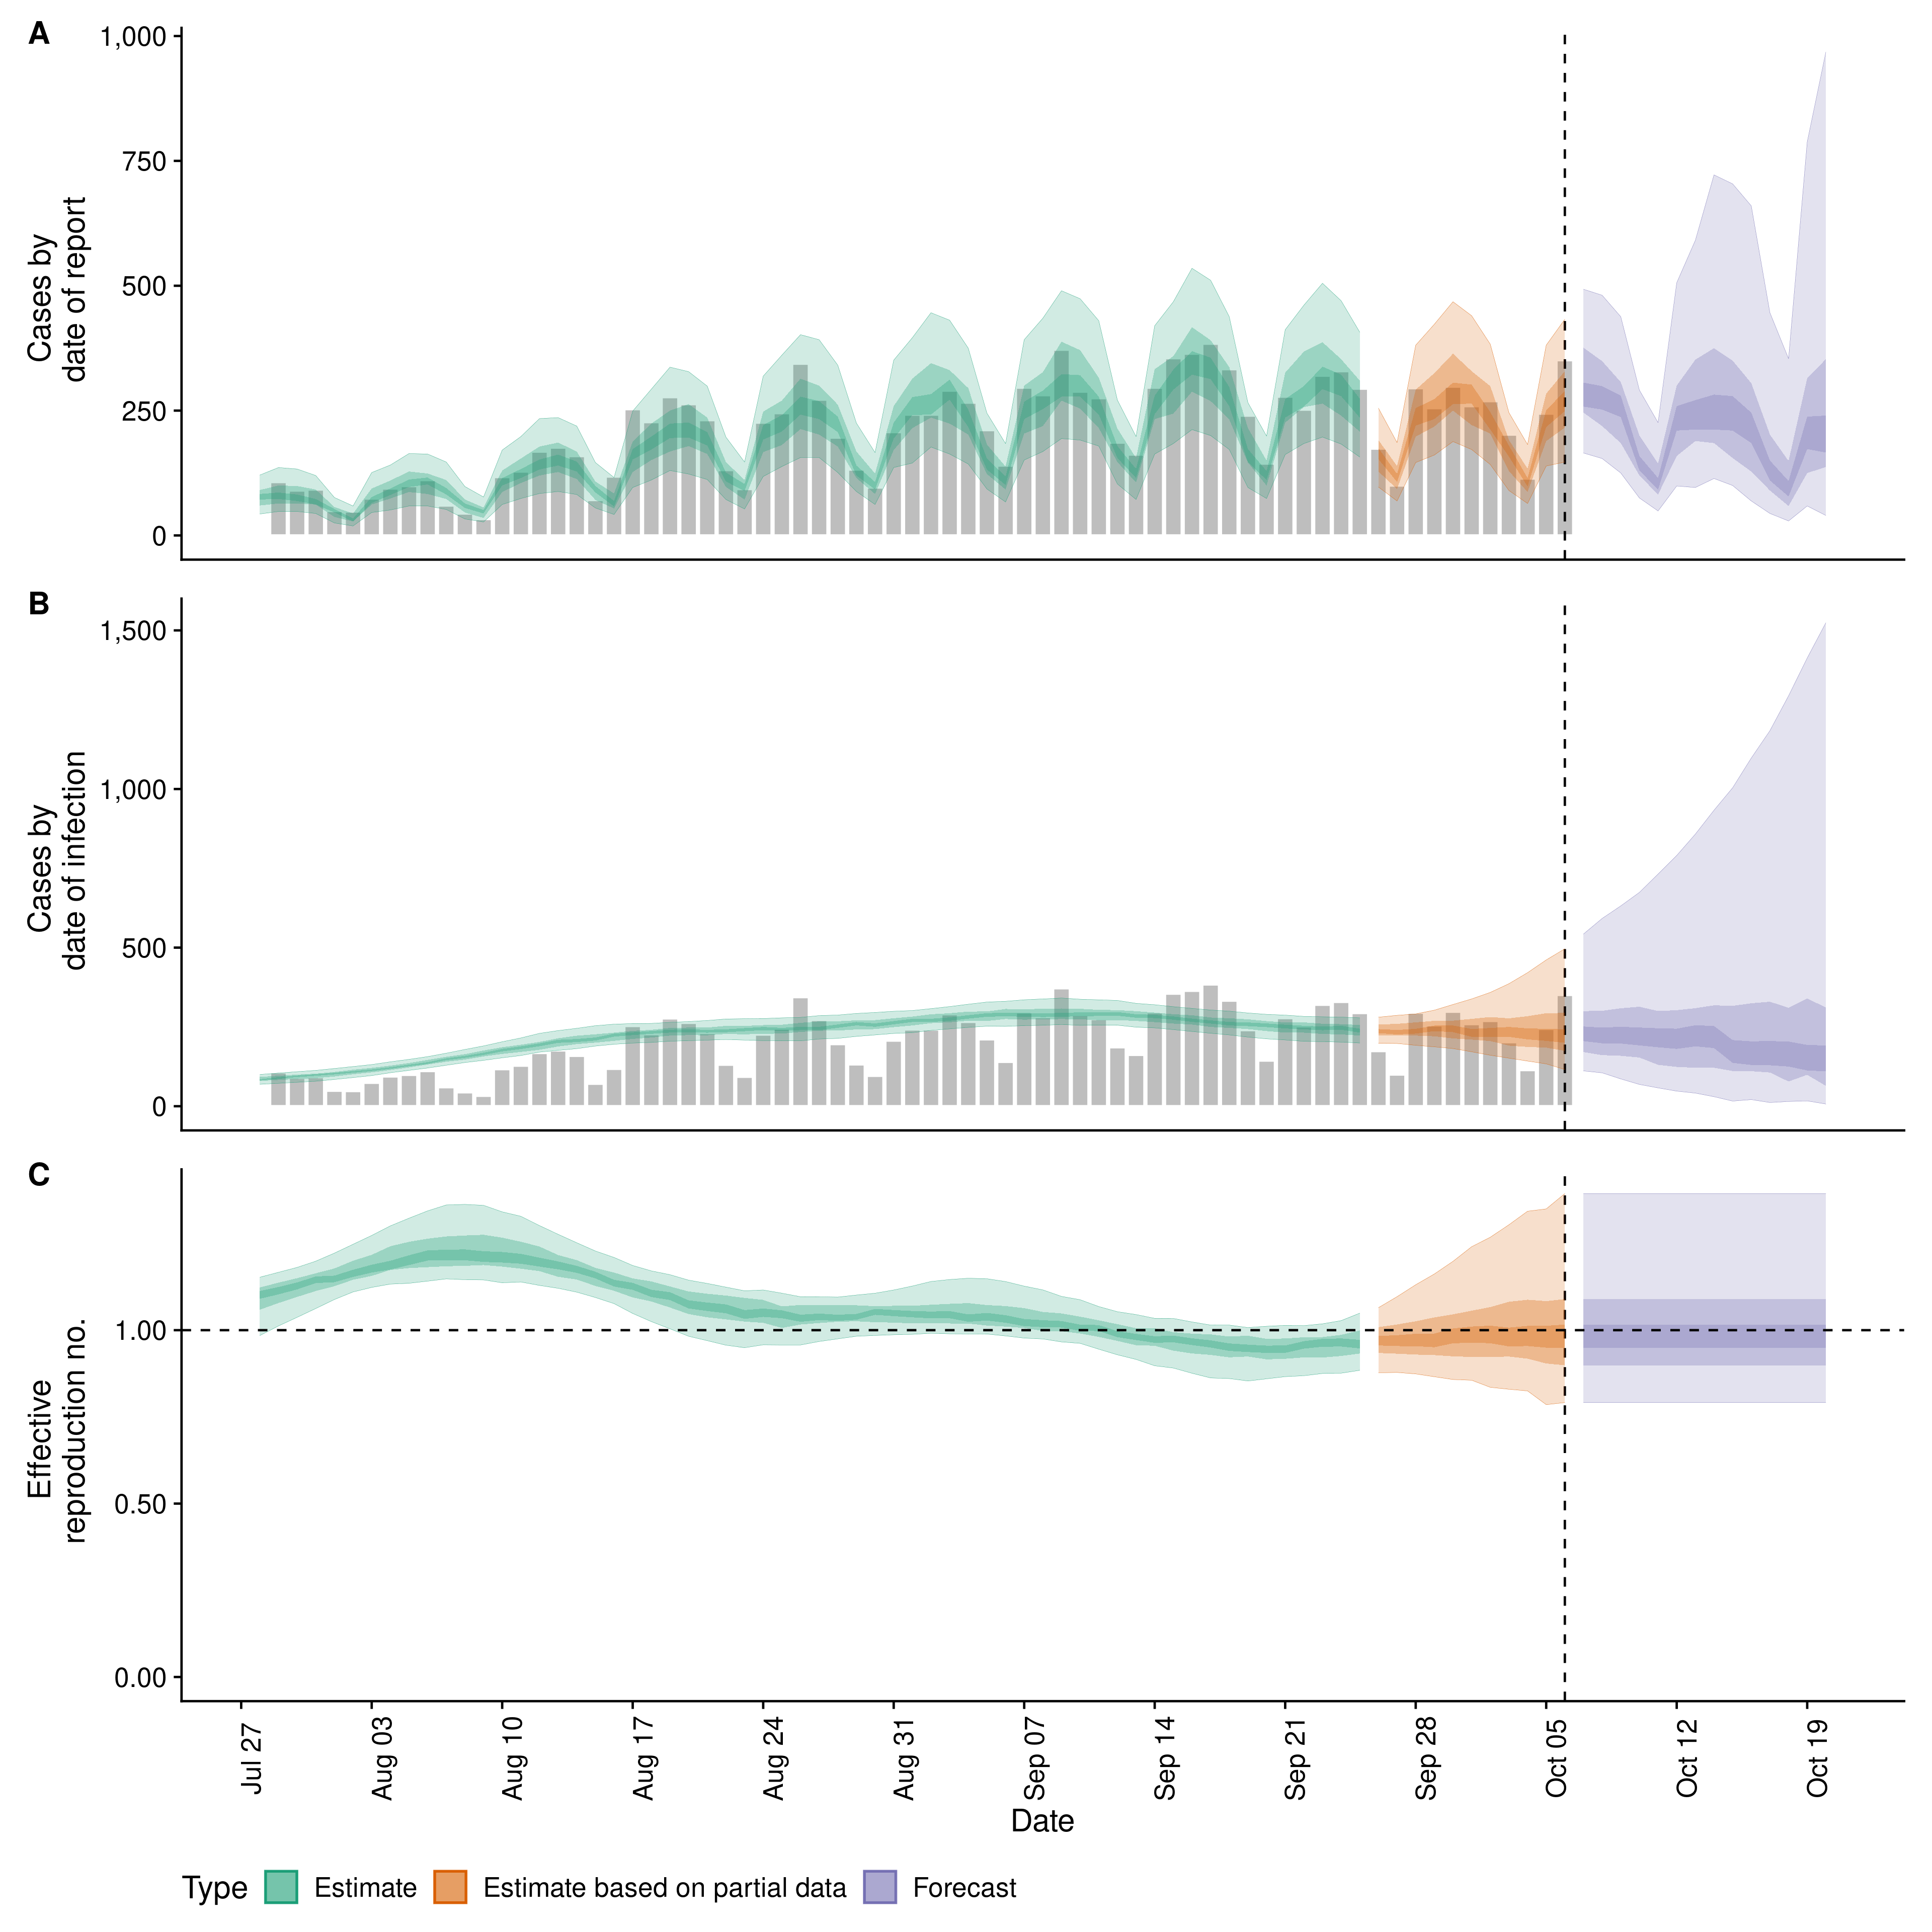 A
1,000
750
500
250
0
Cases by
date of report
B
1,500
1,000
500
0
Cases by
date of infection
C
1.00
0.50
0.00
Effective
reproduction no.
Jul 27
Aug 03
Aug 10
Aug 17
Aug 24
Aug 31
Sep 07
Sep 14
Sep 21
Sep 28
Oct 05
Oct 12
Oct 19
Date
Type Estimate Estimate based on partial data Forecast